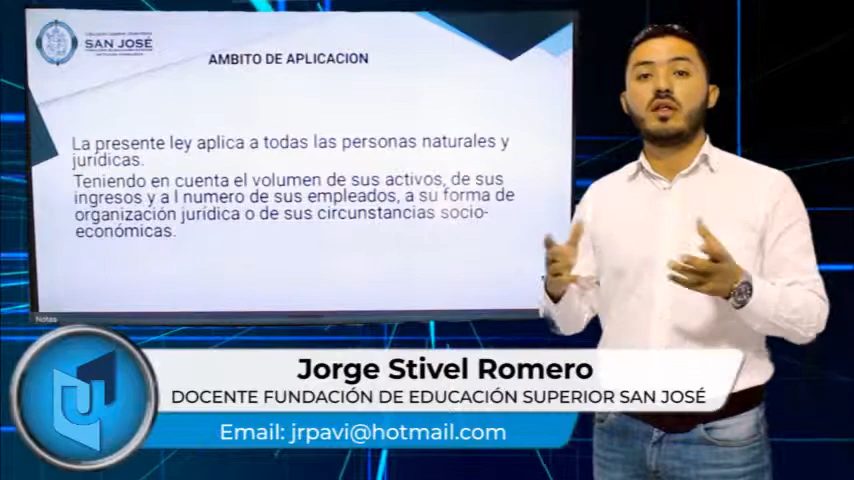 SAN JOSÉ
AMBITO DE APLICACION
La presente ley aplica a todas las personas naturales y
jurídicas.
Teniendo en cuenta el volumen de sus activos, de sus
ingresos y a l numero de sus empleados, a su forma de
organización jurídica o de sus circunstancias socio-
económicas.
Notas
Jorge Stivel Romero
DOCENTE FUNDACIÓN DE EDUCACIÓN SUPERIOR SAN JOSÉ
Email: jrpavi@hotmail.com